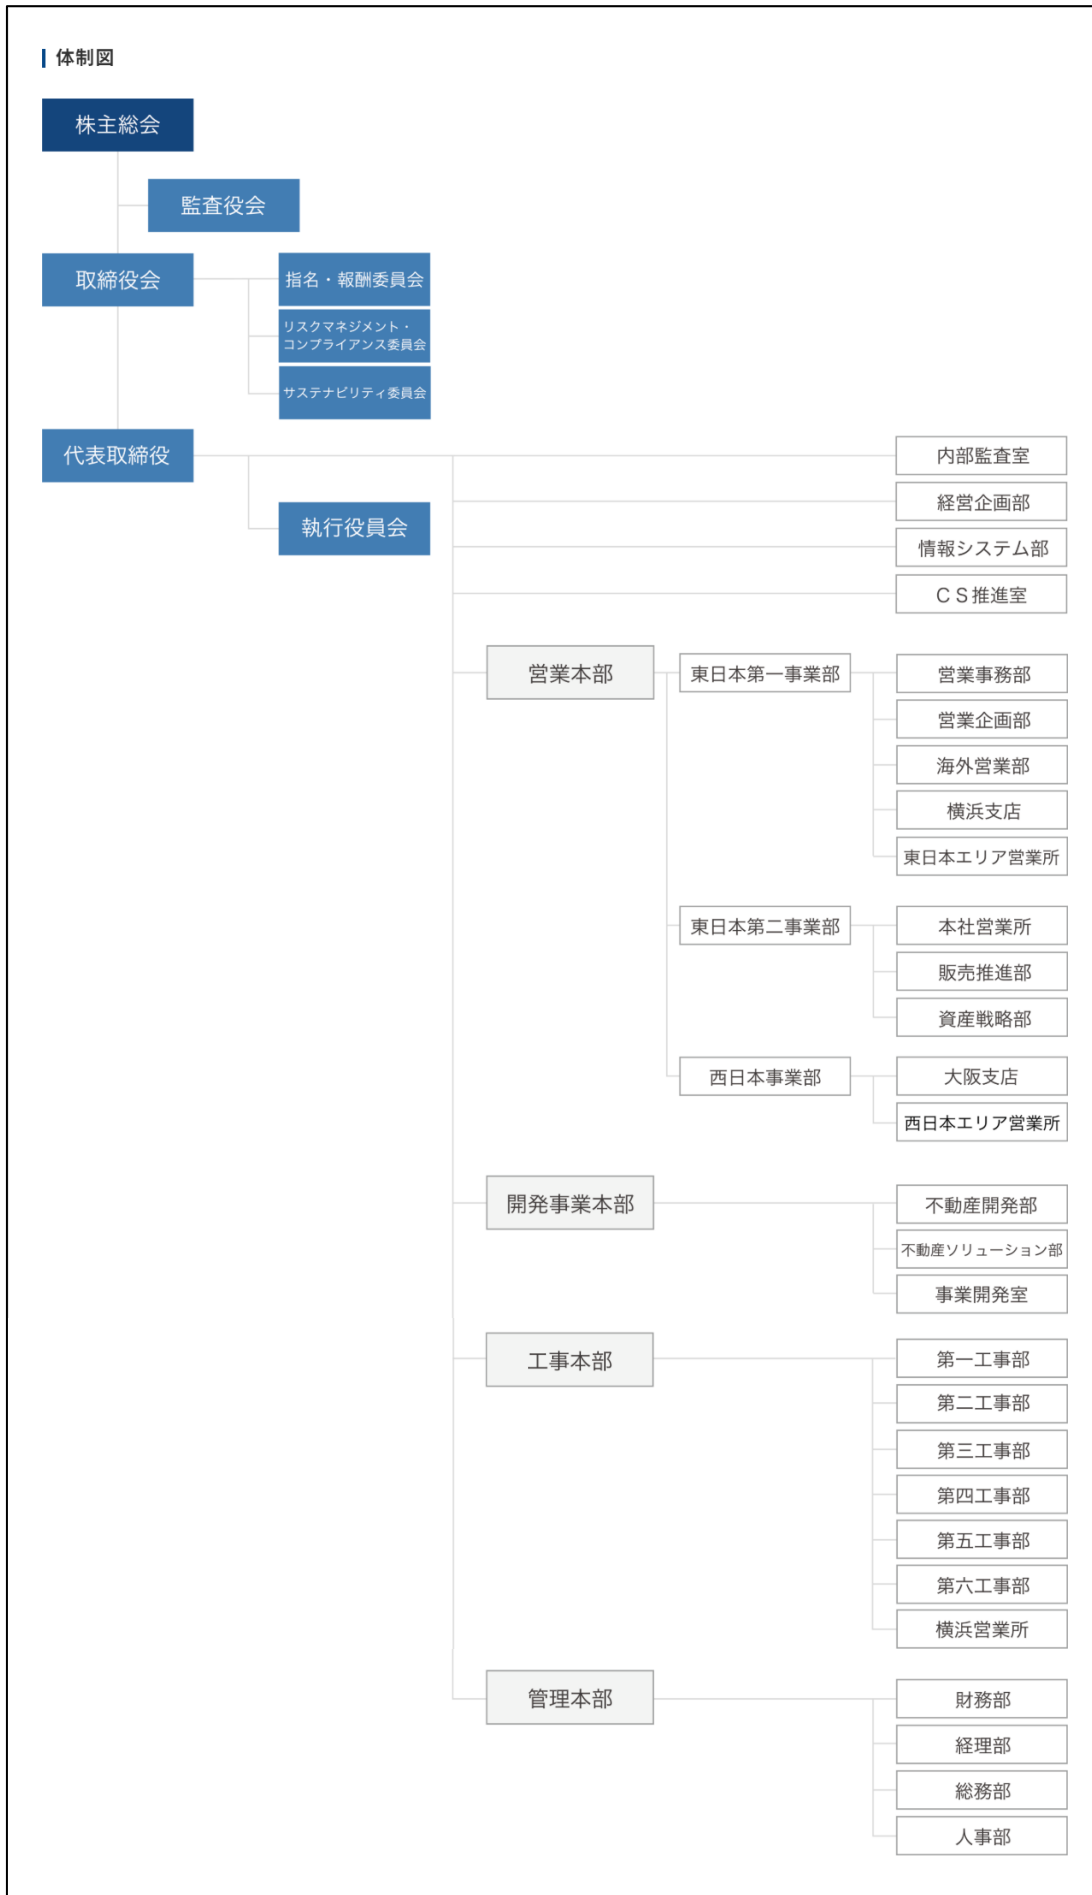 体制図
株主総会
監査役会
取締役会
指名・報酬委員会
リスクマネジメント・
コンプライアンス委員会
サステナビリティ委員会
代表取締役
執行役員会
内部監査室
経営企画部
情報システム部
ＣＳ推進室
営業本部
東日本第一事業部
営業事務部
営業企画部
海外営業部
横浜支店
東日本エリア営業所
東日本第二事業部
本社営業所
販売推進部
資産戦略部
西日本事業部
大阪支店
西日本エリア営業所
開発事業本部
不動産開発部
不動産ソリューション部
事業開発室
工事本部
第一工事部
第二工事部
第三工事部
第四工事部
第五工事部
第六工事部
横浜営業所
管理本部
財務部
経理部
総務部
人事部